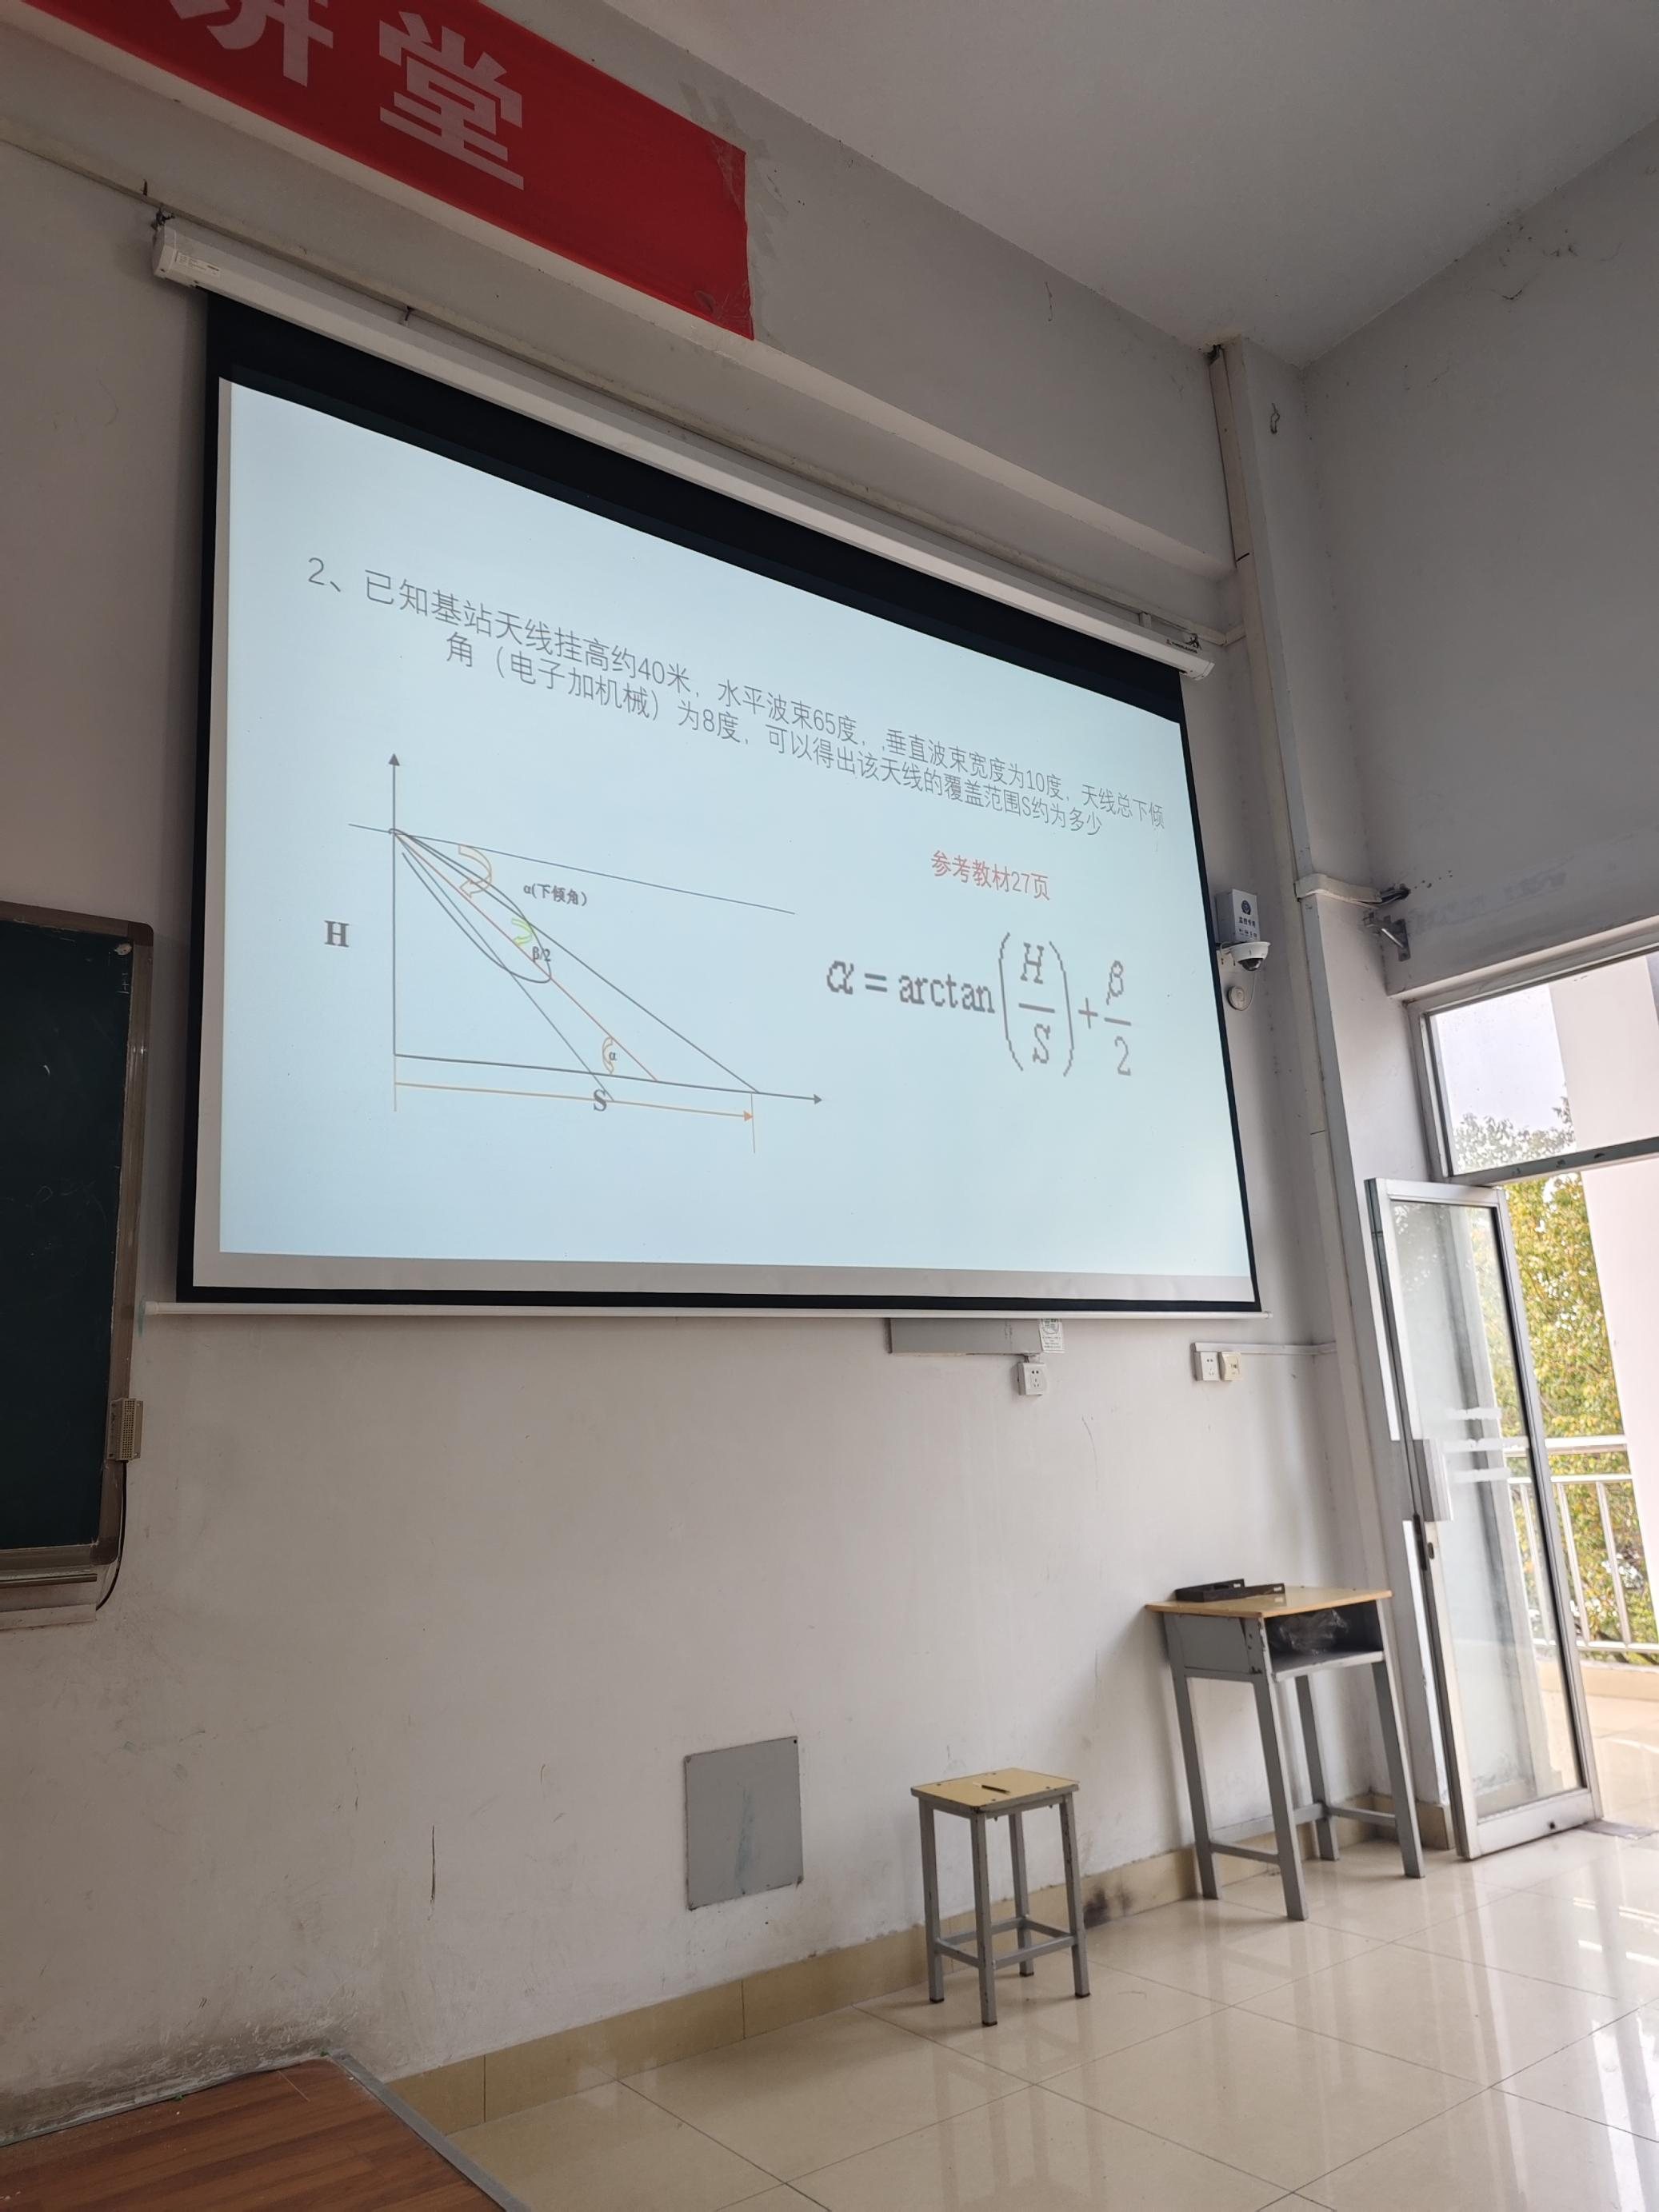 讲堂
2、已知基站天线挂高约40米，水平波束65度，,垂直波束宽度为10度，天线总下倾
角（电子加机械）为8度，可以得出该天线的覆盖范围S约为多少
参考教材27页
α(下倾角）
H
β/2
α = arctan(H/S)+β/2
α
S